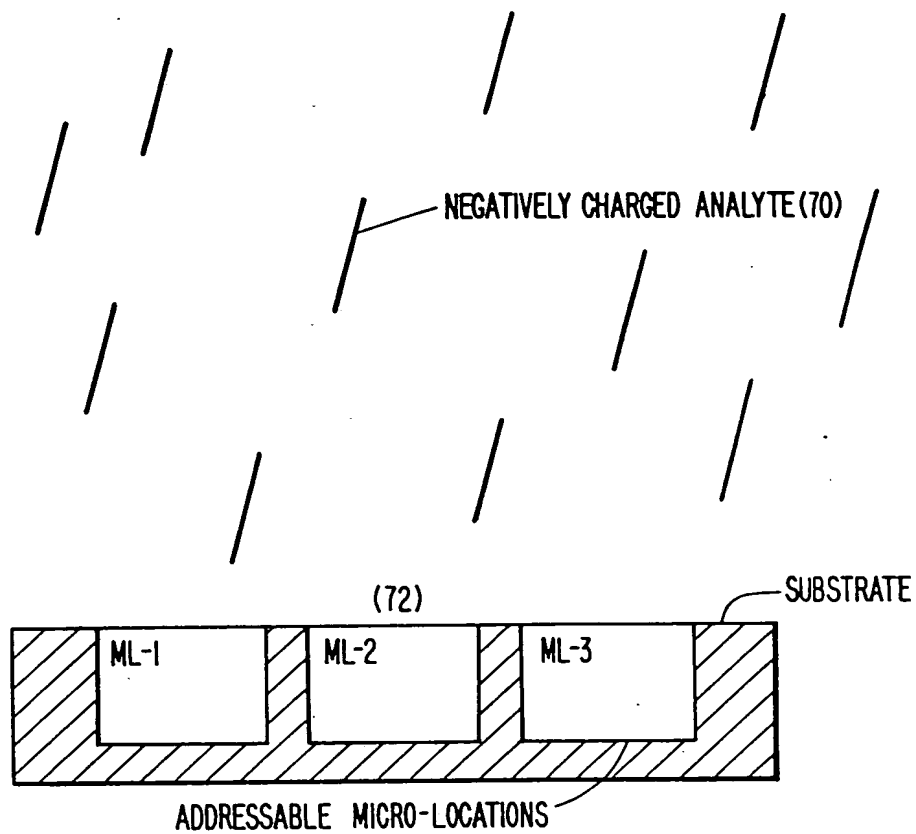 NEGATIVELY CHARGED ANALYTE (70)
(72)
SUBSTRATE
ML-1
ML-2
ML-3
ADDRESSABLE MICRO-LOCATIONS